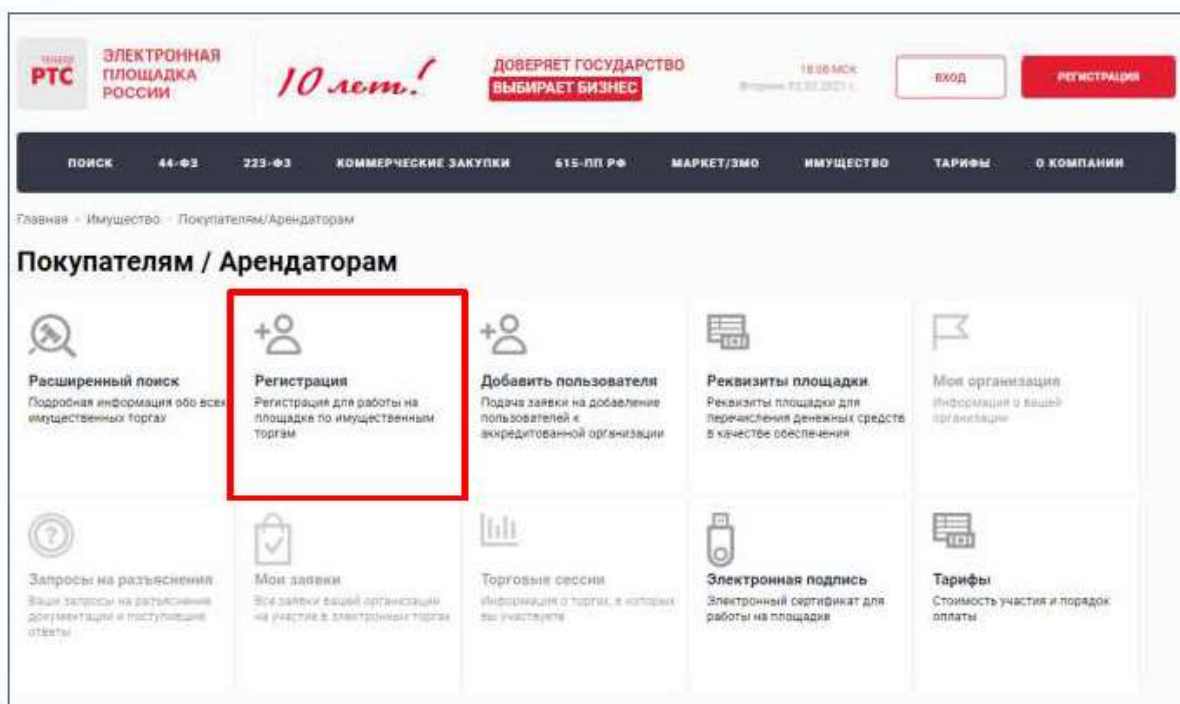 ТЕНДЕР
РТС
ЭЛЕКТРОННАЯ
ПЛОЩАДКА
РОССИИ
10 лет!
ДОВЕРЯЕТ ГОСУДАРСТВО
ВЫБИРАЕТ БИЗНЕС
МСК
ВХОД
РЕГИСТРАЦИЯ
ПОИСК 44-ФЗ 223-ФЗ КОММЕРЧЕСКИЕ ЗАКУПКИ 615-ПП РФ МАРКЕТ/ЗМО ИМУЩЕСТВО ТАРИФЫ О КОМПАНИИ
Главная Имущество Покупателям/Арендаторам
Покупателям / Арендаторам
Расширенный поиск
Подробная информация обо всех
имущественных торгах
Регистрация
Регистрация для работы на
площадке по имущественным
торгам
Добавить пользователя
Подача заявки на добавление
пользователей к
аккредитованной организации
Реквизиты площадки
Реквизиты площадки для
перечисления денежных средств
в качестве обеспечения
Моя организация
Информация о вашей
организации
Запросы на разъяснения
Ваши запросы на разъяснение
документации и поступившие
ответы
Мои заявки
Все заявки вашей организации
на участие в электронных торгах
Торговые сессии
Информация о торгах, в которых
вы участвуете
Электронная подпись
Электронный сертификат для
работы на площадке
Тарифы
Стоимость участия и порядок
оплаты